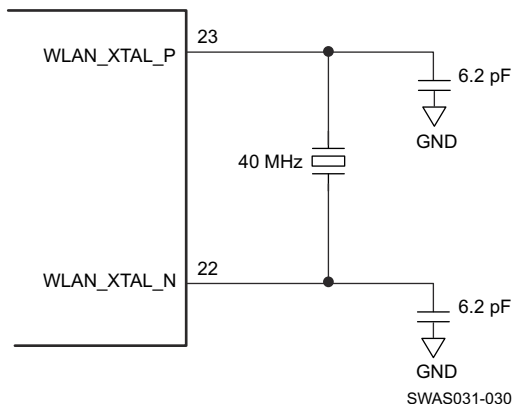 23
WLAN_XTAL_P
6.2 pF
GND
40 MHz
22
WLAN_XTAL_N
6.2 pF
GND
SWAS031-030